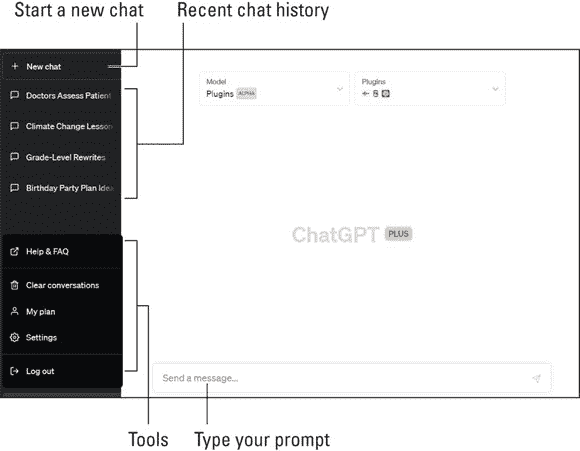 Start a new chat
Recent chat history
New chat
Model
Plugins ALPHA
Plugins
Doctors Assess Patient
Climate Change Lesson
Grade-Level Rewrites
Birthday Party Plan Idea
ChatGPT PLUS
Help & FAQ
Clear conversations
My plan
Settings
Log out
Send a message...
Tools
Type your prompt